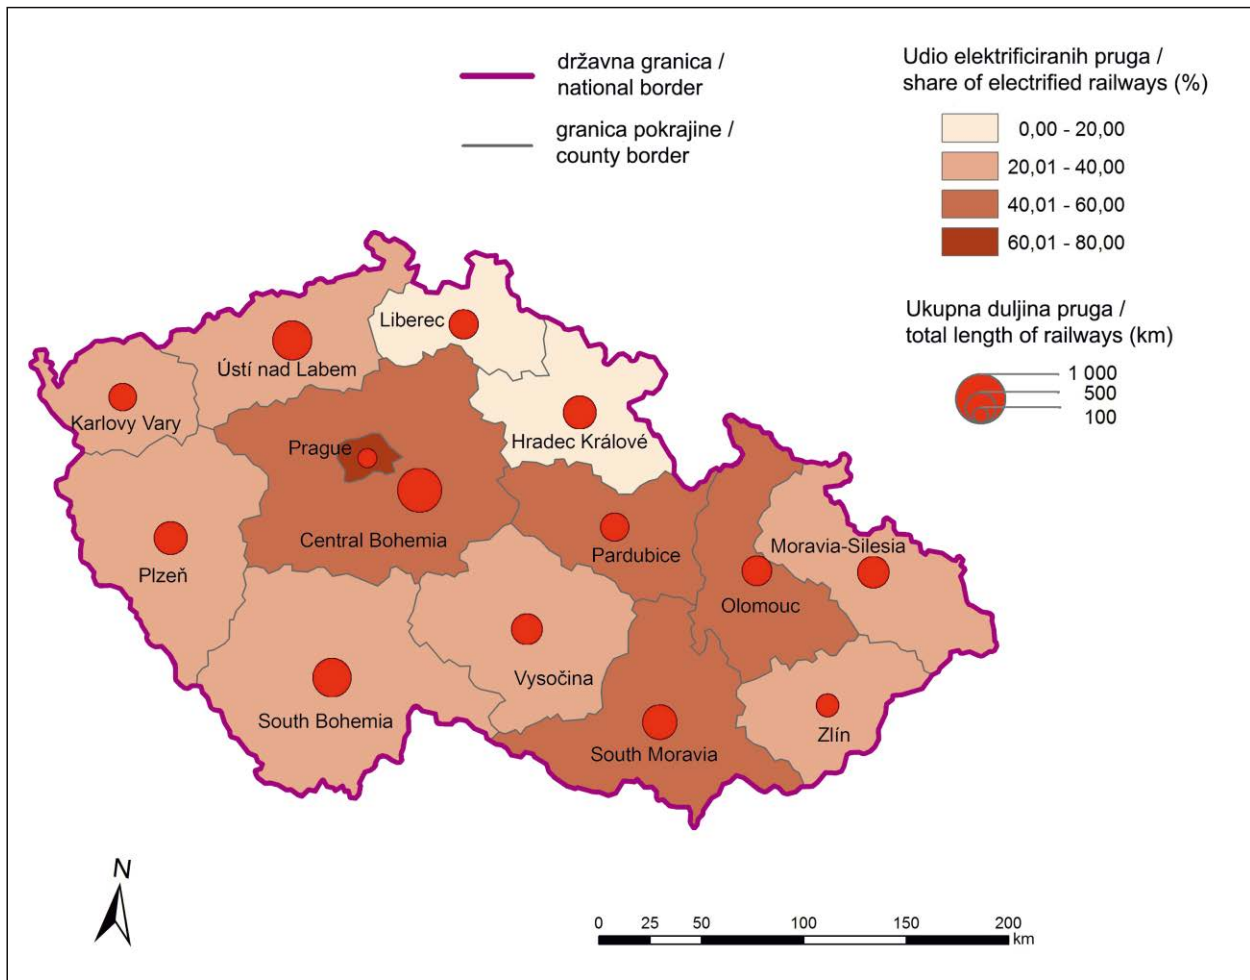 državna granica /
national border
granica pokrajine /
county border
Udio elektrificiranih pruga /
share of electrified railways (%)
0,00 - 20,00
20,01 - 40,00
40,01 - 60,00
60,01 - 80,00
Ukupna duljina pruga /
total length of railways (km)
1 000
500
100
Liberec
Ústí nad Labem
Karlovy Vary
Hradec Králové
Prague
Central Bohemia
Pardubice
Moravia-Silesia
Plzeň
Olomouc
Vysočina
South Bohemia
South Moravia
Zlín
N
0 25 50 100 150 200
km